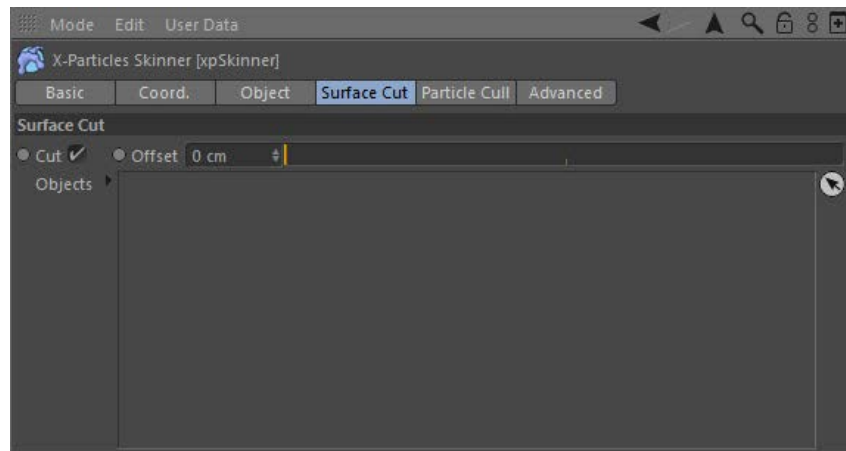 Mode Edit User Data
X-Particles Skinner [xpSkinner]
Basic Coord. Object Surface Cut Particle Cull Advanced
Surface Cut
Cut Offset 0 cm
Objects